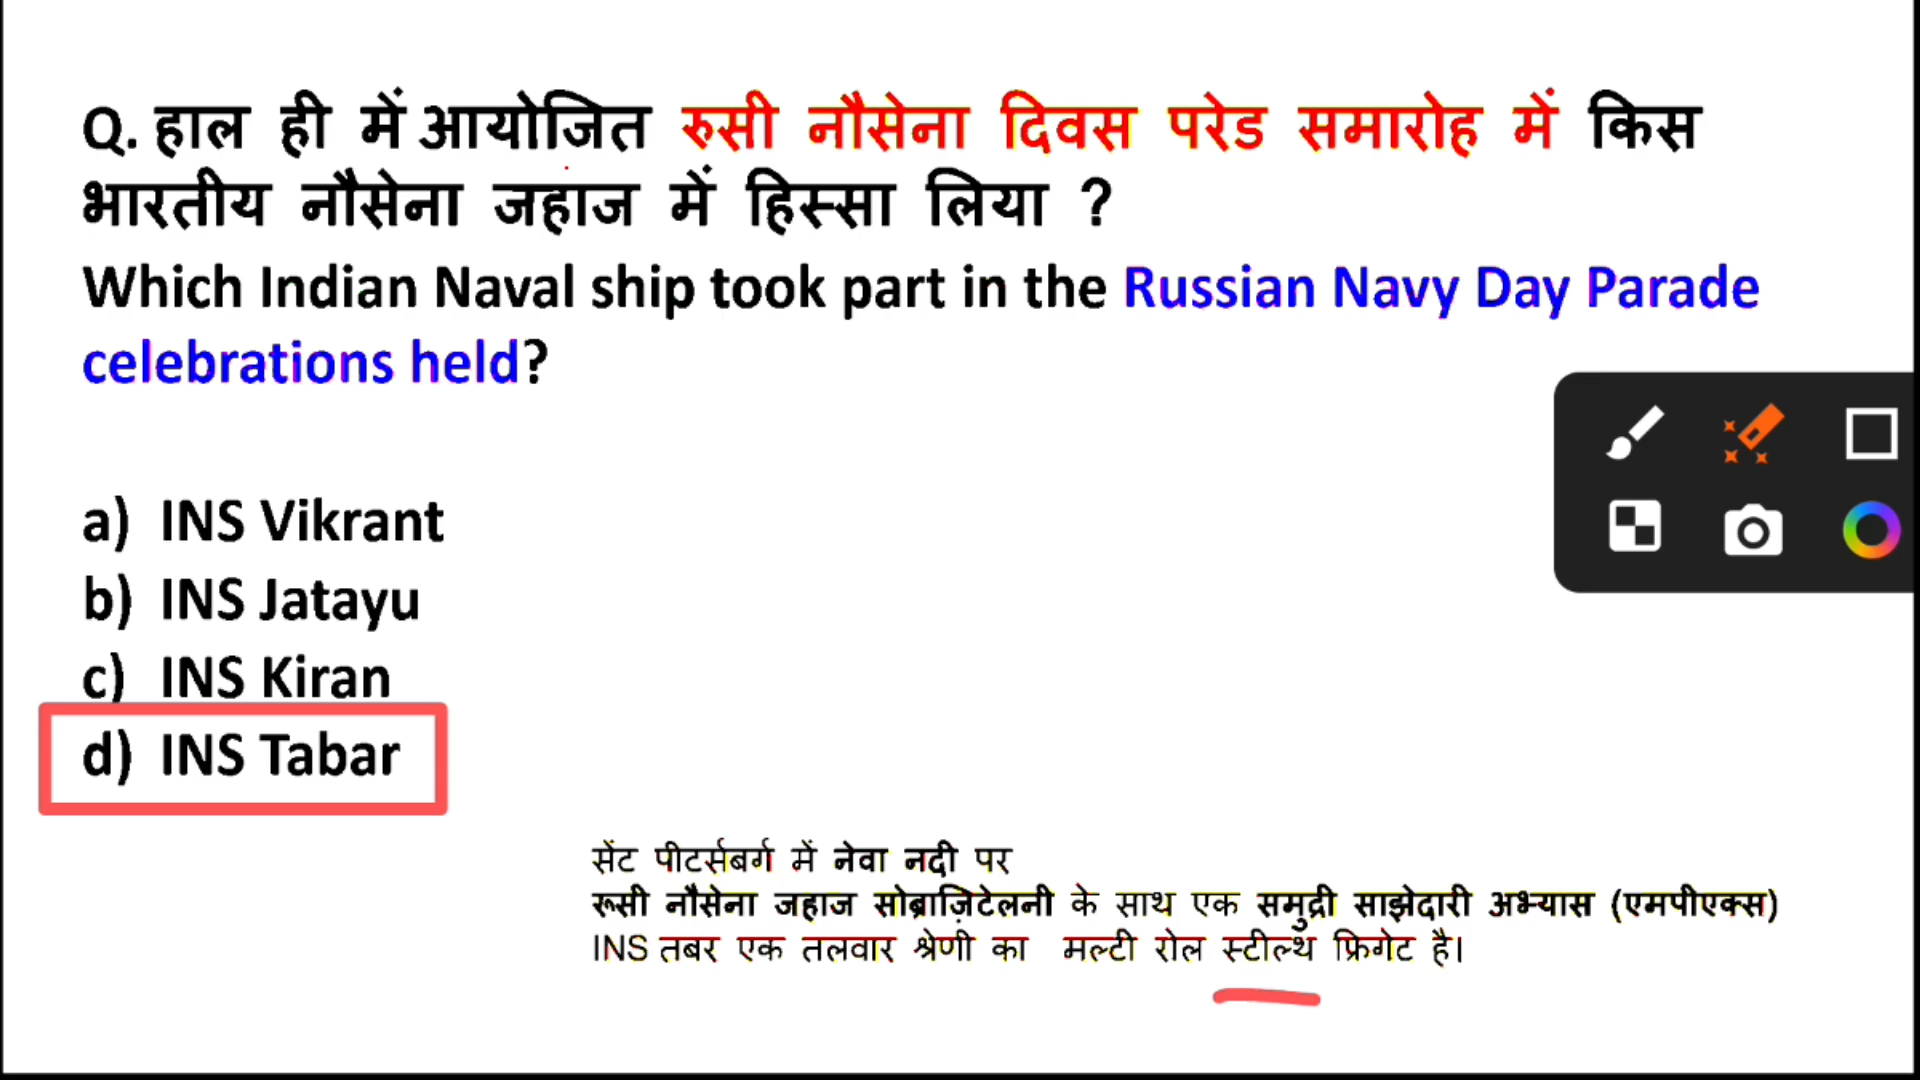 Q. हाल ही में आयोजित रुसी नौसेना दिवस परेड समारोह में किस
भारतीय नौसेना जहाज में हिस्सा लिया ?
Which Indian Naval ship took part in the Russian Navy Day Parade
celebrations held?
a) INS Vikrant
b) INS Jatayu
c) INS Kiran
d) INS Tabar
सेंट पीटर्सबर्ग में नेवा नदी पर
रूसी नौसेना जहाज सोब्राज़िटेलनी के साथ एक समुद्री साझेदारी अभ्यास (एमपीएक्स)
INS तबर एक तलवार श्रेणी का मल्टी रोल स्टील्थ फ्रिगेट है।